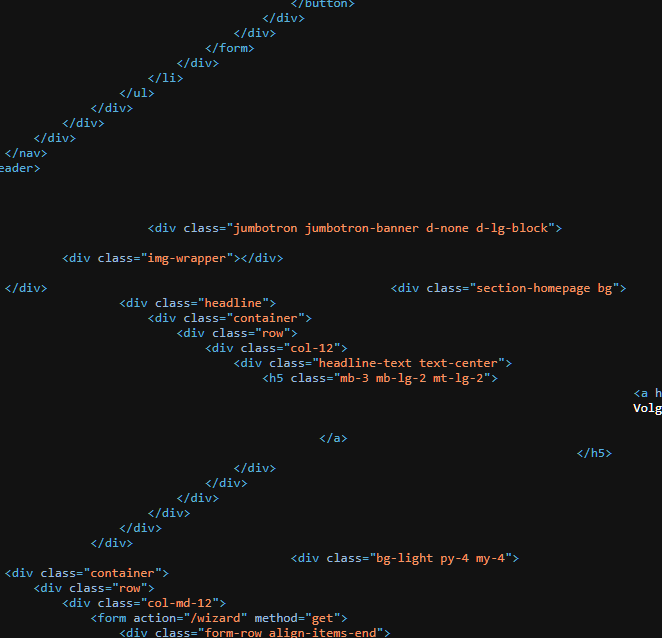 </button>
</div>
</div>
</form>
</div>
</li>
</ul>
</div>
</div>
</div>
</nav>
eader>
<div class="jumbotron jumbotron-banner d-none d-lg-block">
<div class="img-wrapper"></div>
</div> <div class="section-homepage bg">
<div class="headline">
<div class="container">
<div class="row">
<div class="col-12">
<div class="headline-text text-center">
<h5 class="mb-3 mb-lg-2 mt-lg-2">
<a h
Volg
</a>
</h5>
</div>
</div>
</div>
</div>
</div>
</div>
<div class="bg-light py-4 my-4">
<div class="container">
<div class="row">
<div class="col-md-12">
<form action="/wizard" method="get">
<div class="form-row align-items-end">